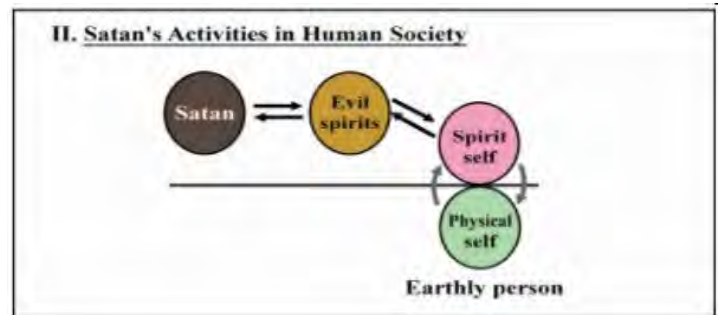 II. Satan's Activities in Human Society
Satan
Evil
spirits
Spirit
self
Physical
self
Earthly person